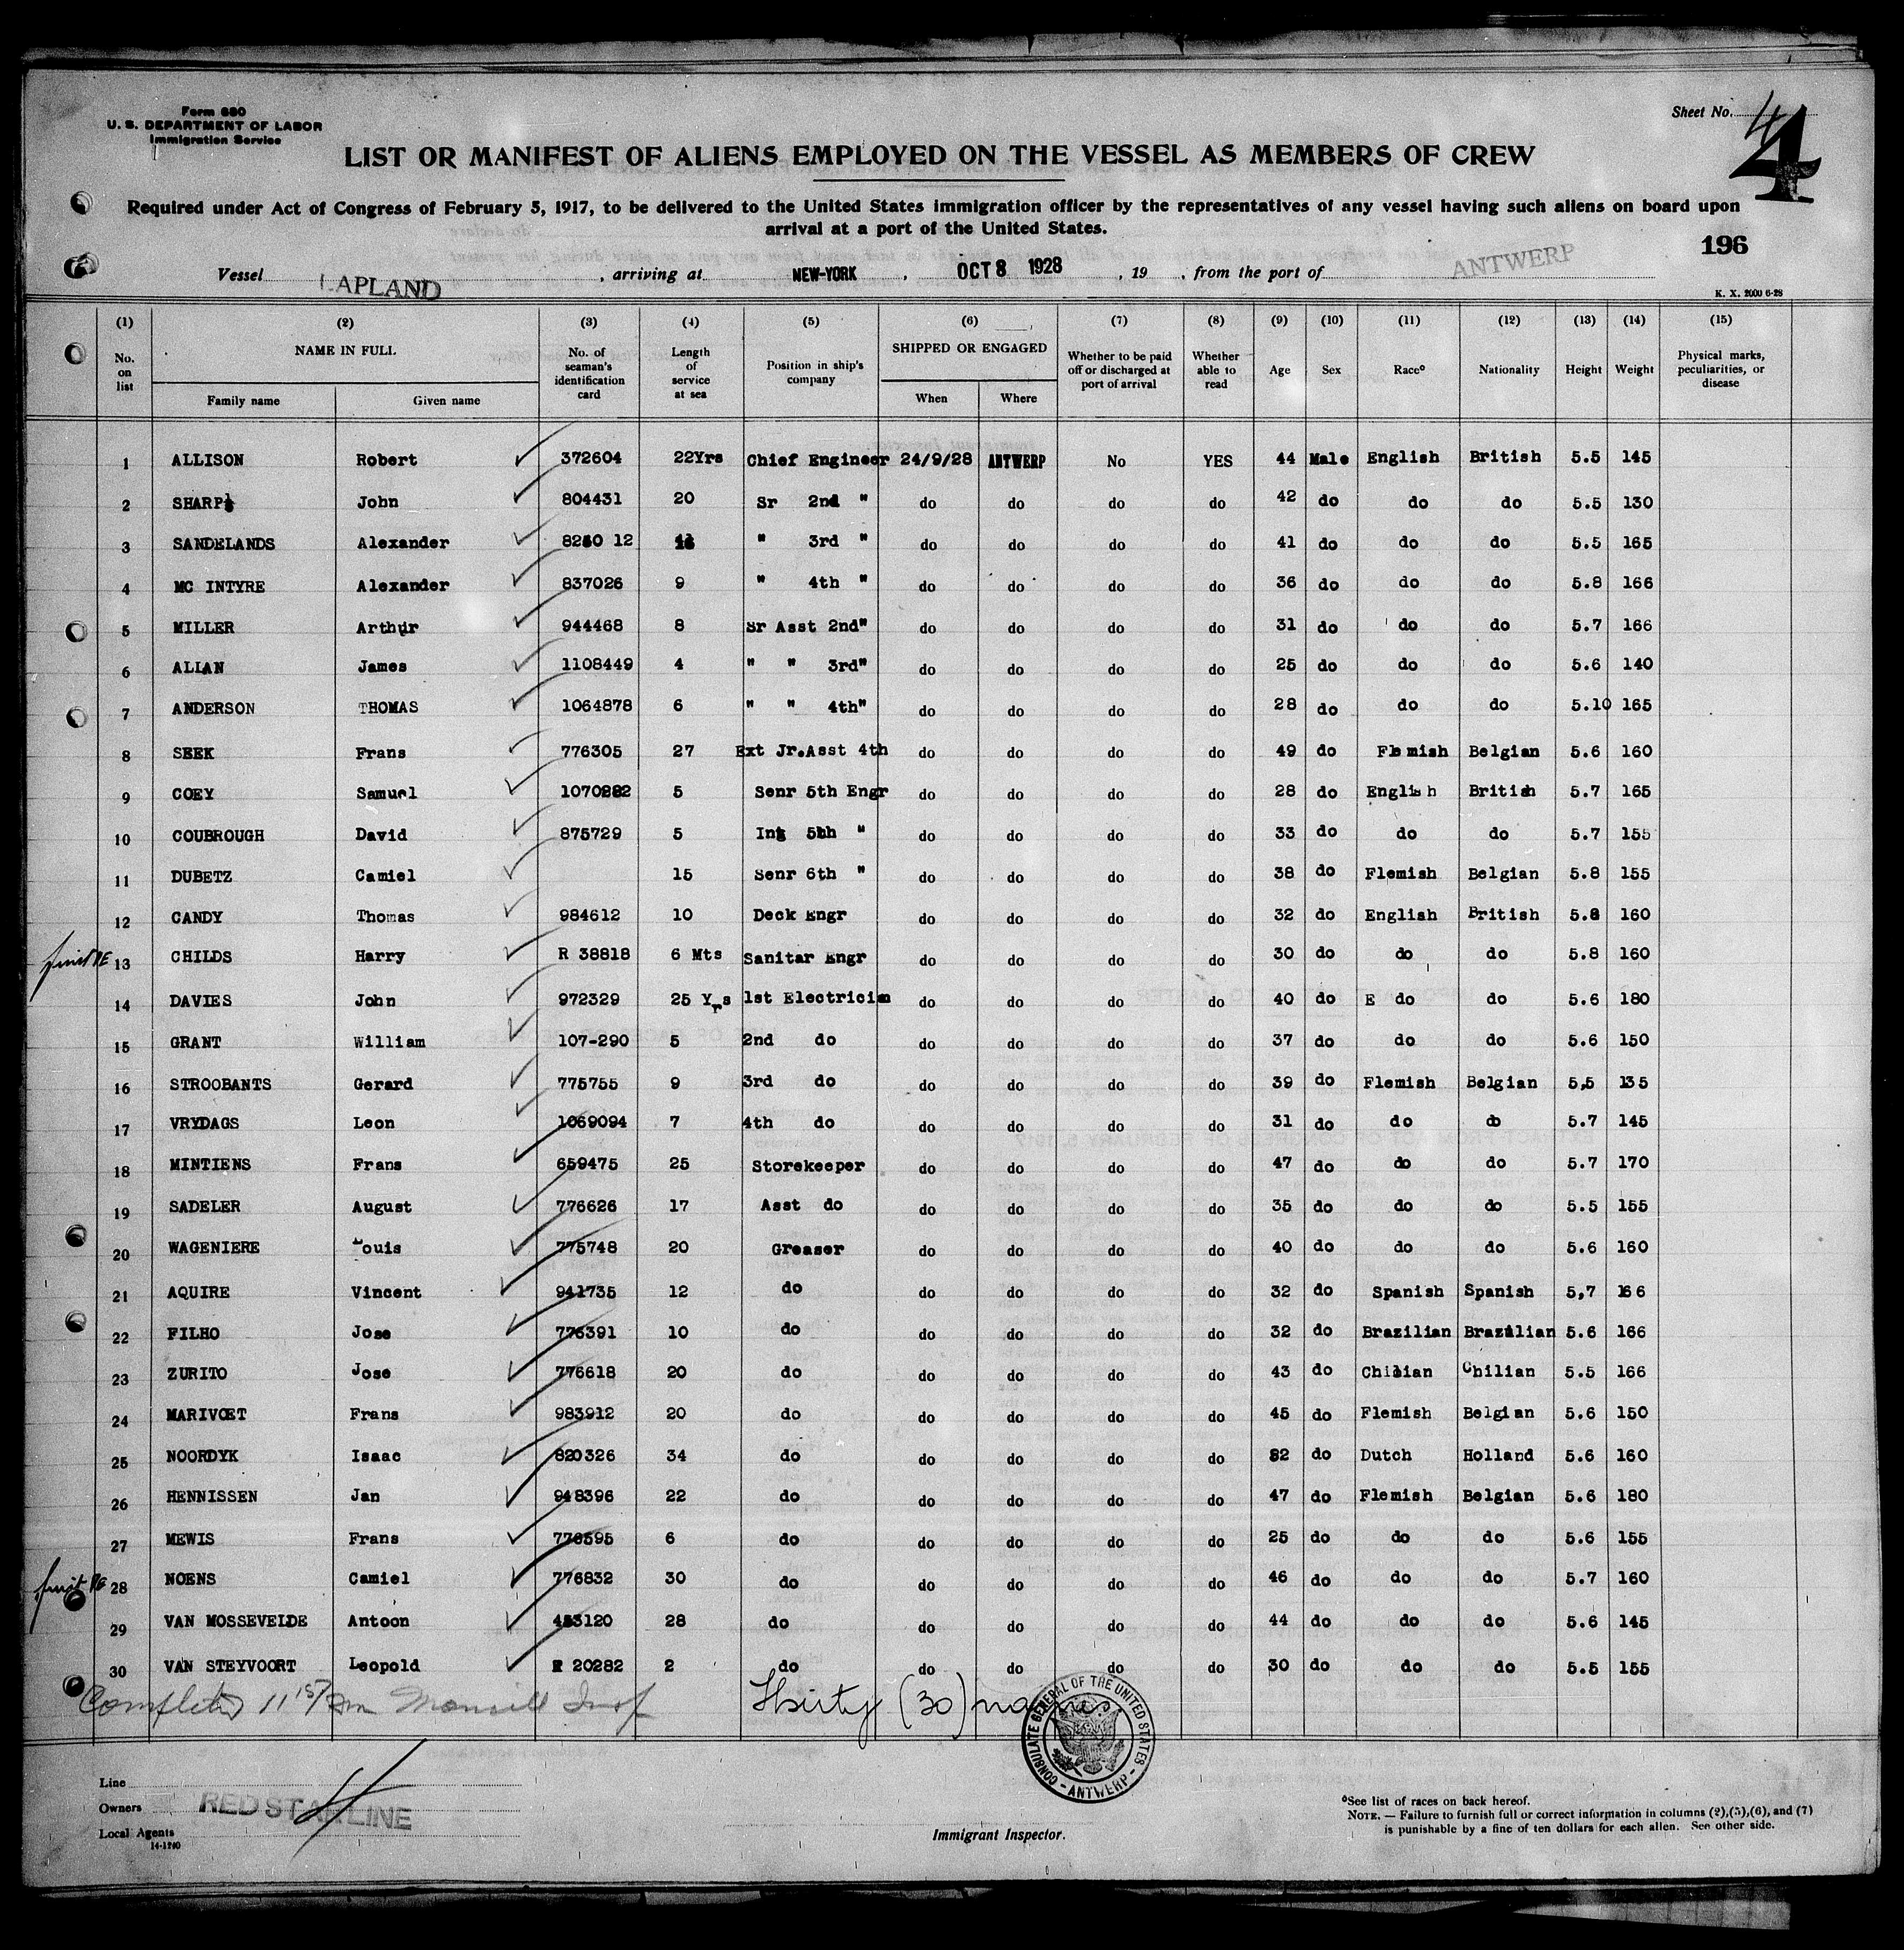 Form 680
U. S. DEPARTMENT OF LABOR
Immigration Service
Sheet No. 4
4
LIST OR MANIFEST OF ALIENS EMPLOYED ON THE VESSEL AS MEMBERS OF CREW
Required under Act of Congress of February 5, 1917, to be delivered to the United States immigration officer by the representatives of any vessel having such aliens on board upon
arrival at a port of the United States.
196
Vessel LAPLAND, arriving at NEW-YORK, OCT 8 1928, 19 , from the port of ANTWERP
K. X. 2000 6-28
(1) (2) (3) (4) (5) (6) (7) (8) (9) (10) (11) (12) (13) (14) (15)
No. on list NAME IN FULL Family name Given name No. of seaman's identification card Length of service at sea Position in ship's company SHIPPED OR ENGAGED When Where Whether to be paid off or discharged at port of arrival Whether able to read Age Sex Race° Nationality Height Weight Physical marks, peculiarities, or disease
1 ALLISON Robert 372604 22Yrs Chief Engineer 24/9/28 ANTWERP No YES 44 Male English British 5.5 145
2 SHARP John 804431 20 Sr 2nd " do do do do 42 do do do 5.5 130
3 SANDELANDS Alexander 8250 12 " 3rd " do do do do 41 do do do 5.5 165
4 MC INTYRE Alexander 837026 9 " 4th " do do do do 36 do do do 5.8 166
5 MILLER Arthur 944468 8 Sr Asst 2nd" do do do do 31 do do do 5.7 166
6 ALLAN James 1108449 4 " " 3rd" do do do do 25 do do do 5.6 140
7 ANDERSON THOMAS 1064878 6 " " 4th" do do do do 28 do do do 5.10 165
8 SEEK Frans 776305 27 Ext Jr.Asst 4th do do do do 49 do Flemish Belgian 5.6 160
9 COEY Samuel 1070282 5 Senr 5th Engr do do do do 28 do English British 5.7 165
10 COUBROUGH David 875729 5 Int 5th " do do do do 33 do do do 5.7 155
11 DUBETZ Camiel 15 Senr 6th " do do do do 38 do Flemish Belgian 5.8 155
12 CANDY Thomas 984612 10 Deck Engr do do do do 32 do English British 5.8 160
13 CHILDS Harry R 38818 6 Mts Sanitar Engr do do do do 30 do do do 5.8 160
14 DAVIES John 972329 25 Yrs 1st Electrician do do do do 40 do E do do 5.6 180
15 GRANT William 107-290 5 2nd do do do do do 37 do do do 5.6 150
16 STROOBANTS Gerard 775755 9 3rd do do do do do 39 do Flemish Belgian 5,5 135
17 VRYDAGS Leon 1069094 7 4th do do do do do 31 do do do 5.7 145
18 MINTIENS Frans 659475 25 Storekeeper do do do do 47 do do do 5.7 170
19 SADELER August 776626 17 Asst do do do do do 35 do do do 5.5 155
20 WAGENIERE Louis 775748 20 Greaser do do do do 40 do do do 5.6 160
21 AQUIRE Vincent 941735 12 do do do do do 32 do Spanish Spanish 5,7 166
22 FILHO Jose 776391 10 do do do do do 32 do Brazilian Brazilian 5.6 166
23 ZURITO Jose 776618 20 do do do do do 43 do Chilian Chilian 5.5 166
24 MARIVOET Frans 983912 20 do do do do do 45 do Flemish Belgian 5.6 150
25 NOORDYK Isaac 820326 34 do do do do do 52 do Dutch Holland 5.6 160
26 HENNISSEN Jan 948396 22 do do do do do 47 do Flemish Belgian 5.6 180
27 MEWIS Frans 776595 6 do do do do do 25 do do do 5.6 155
28 NOENS Camiel 776832 30 do do do do do 46 do do do 5.7 160
29 VAN MOSSEVELDE Antoon 453120 28 do do do do do 44 do do do 5.6 145
30 VAN STEYVOORT Leopold R 20282 2 do do do do do 30 do do do 5.5 155
Completed 11 15/ am Insp
Thirty (30) names
CONSULATE GENERAL OF THE UNITED STATES - ANTWERP -
Line
Owners RED STAR LINE
Local Agents
14-1240
Immigrant Inspector.
°See list of races on back hereof.
NOTE. — Failure to furnish full or correct information in columns (2),(5),(6), and (7)
is punishable by a fine of ten dollars for each alien. See other side.